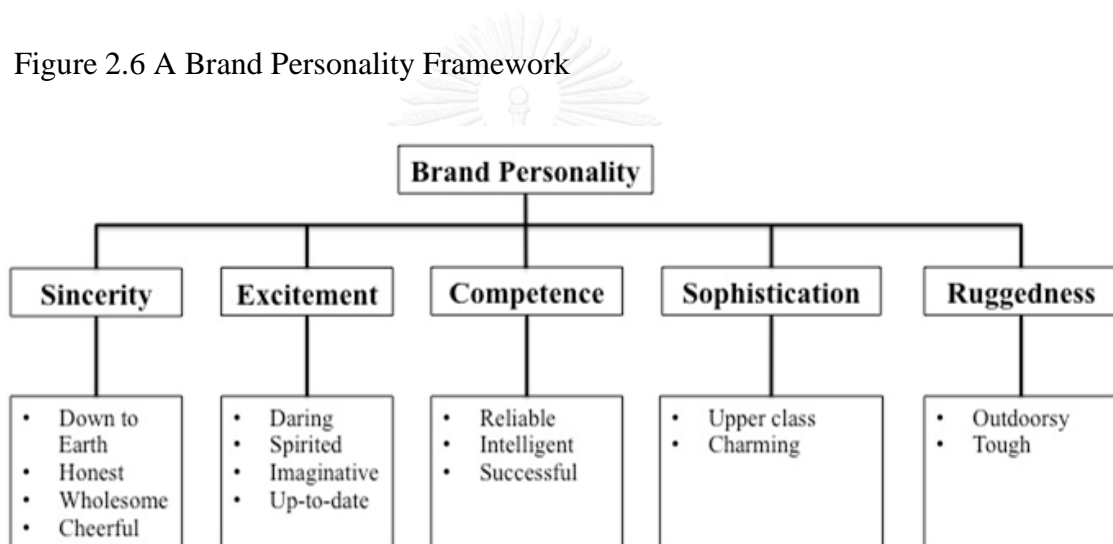 Figure 2.6 A Brand Personality Framework
Brand Personality
Sincerity
Excitement
Competence
Sophistication
Ruggedness
• Down to
Earth
• Honest
• Wholesome
• Cheerful
• Daring
• Spirited
• Imaginative
• Up-to-date
• Reliable
• Intelligent
• Successful
• Upper class
• Charming
• Outdoorsy
• Tough